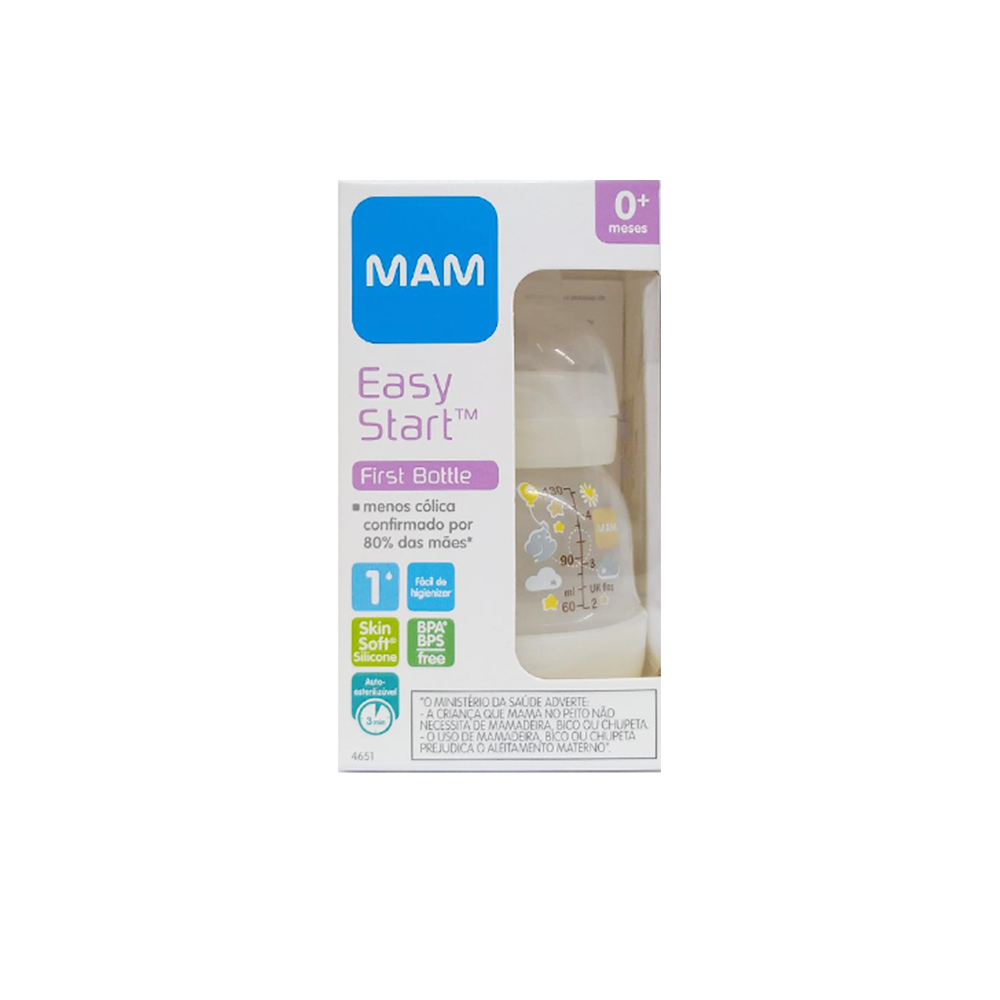 MAM
0+
meses
Easy
Start™
First Bottle
menos cólica
confirmado por
80% das mães*
1
Fácil de
higienizar
Skin
Soft®
Silicone
BPA*
BPS
free
Auto-
esterilizável
3 min
130
4
MAM
90
3
ml UK floz
60 2
"O MINISTÉRIO DA SAÚDE ADVERTE:
- A CRIANÇA QUE MAMA NO PEITO NÃO
NECESSITA DE MAMADEIRA, BICO OU CHUPETA.
- O USO DE MAMADEIRA, BICO OU CHUPETA
PREJUDICA O ALEITAMENTO MATERNO".
4651